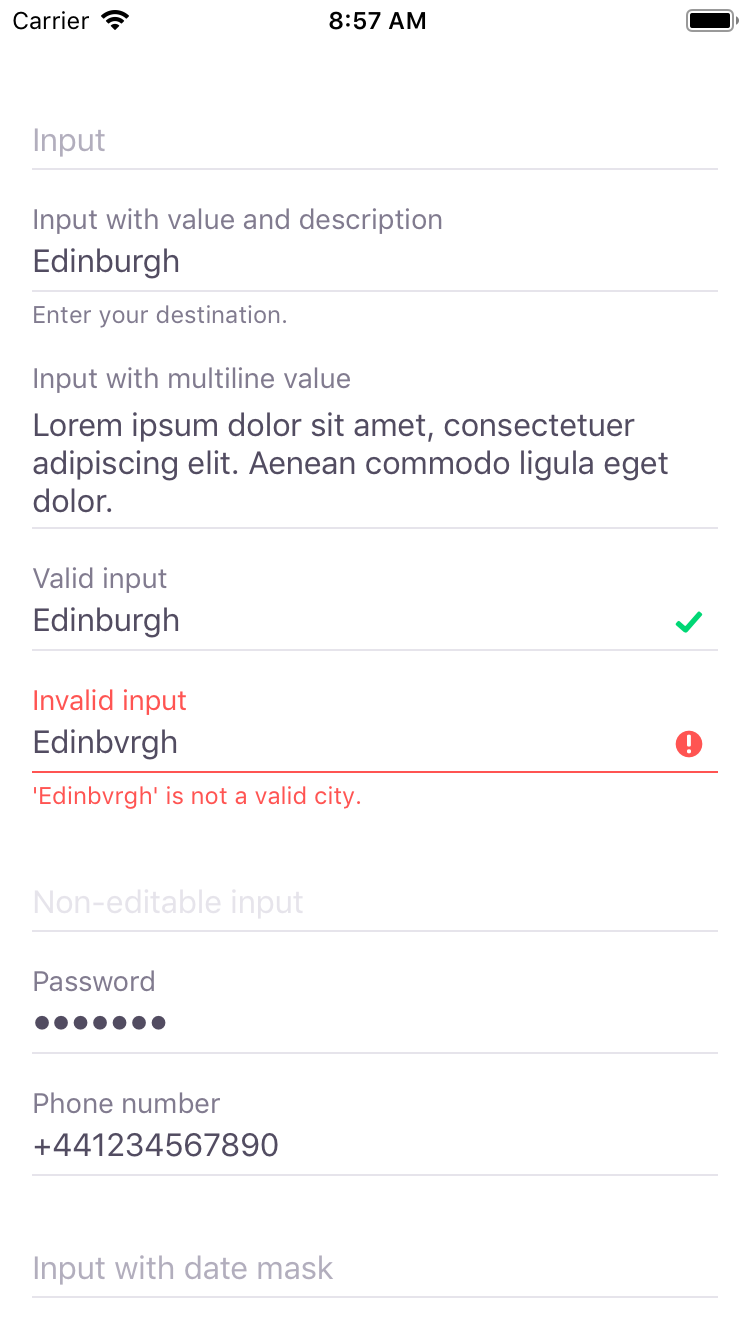 Carrier 8:57 AM
Input
Input with value and description
Edinburgh
Enter your destination.
Input with multiline value
Lorem ipsum dolor sit amet, consectetuer
adipiscing elit. Aenean commodo ligula eget
dolor.
Valid input
Edinburgh
Invalid input
Edinbvrgh
'Edinbvrgh' is not a valid city.
Non-editable input
Password
•••••••
Phone number
+441234567890
Input with date mask